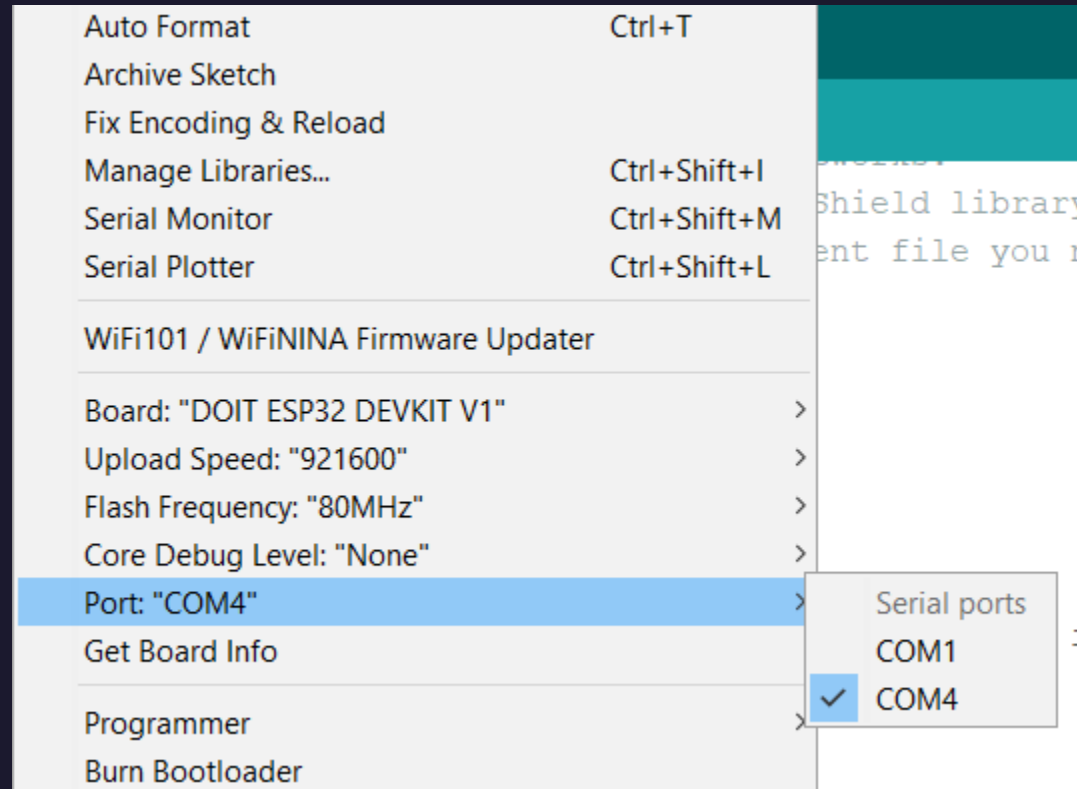 Auto Format Ctrl+T
Archive Sketch
Fix Encoding & Reload
Manage Libraries... Ctrl+Shift+I
Serial Monitor Ctrl+Shift+M
Serial Plotter Ctrl+Shift+L
WiFi101 / WiFiNINA Firmware Updater
Board: "DOIT ESP32 DEVKIT V1"
Upload Speed: "921600"
Flash Frequency: "80MHz"
Core Debug Level: "None"
Port: "COM4"
Get Board Info
Programmer
Burn Bootloader
Serial ports
COM1
COM4
Shield library
ent file you